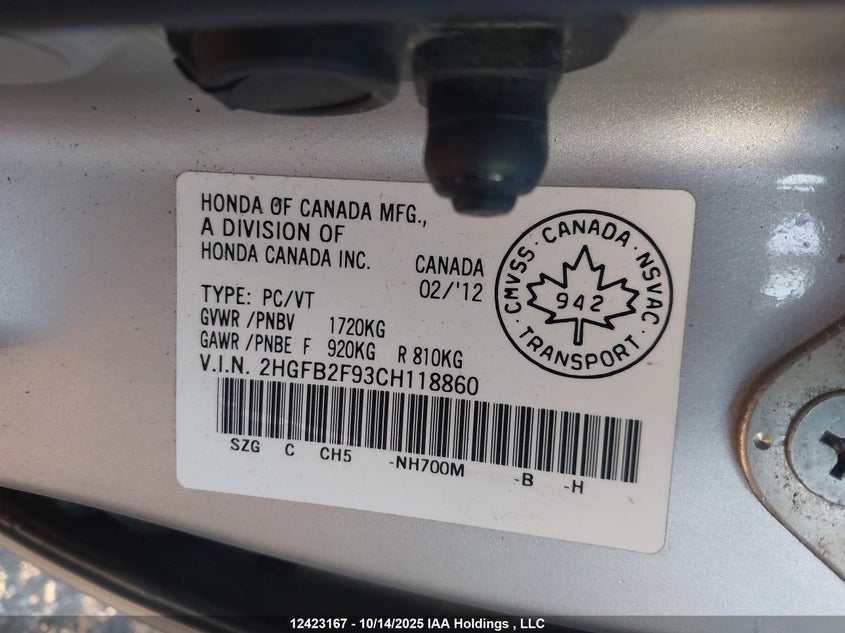 HONDA OF CANADA MFG.,
A DIVISION OF
HONDA CANADA INC.
CANADA
02/'12
TYPE: PC/VT
GVWR /PNBV 1720KG
GAWR /PNBE F 920KG R 810KG
V.I.N. 2HGFB2F93CH118860
SZG C CH5 -NH700M -B -H
CMVSS · CANADA · NSVAC
942
· TRANSPORT ·
12423167 - 10/14/2025 IAA Holdings , LLC